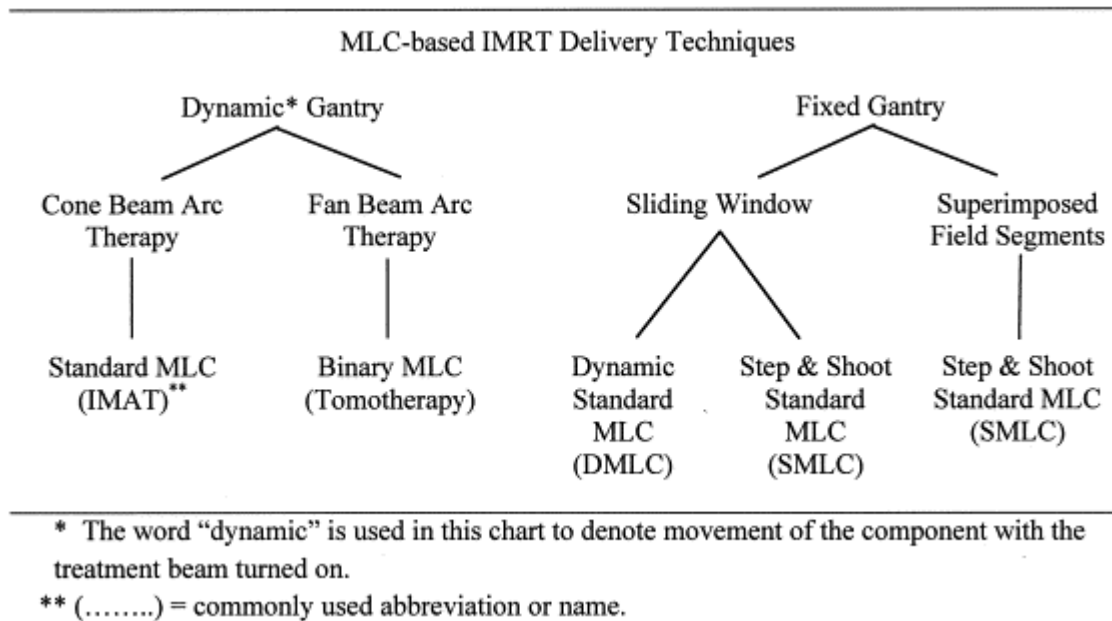 MLC-based IMRT Delivery Techniques
Dynamic* Gantry
Fixed Gantry
Cone Beam Arc
Therapy
Fan Beam Arc
Therapy
Sliding Window
Superimposed
Field Segments
Standard MLC
(IMAT)**
Binary MLC
(Tomotherapy)
Dynamic
Standard
MLC
(DMLC)
Step & Shoot
Standard
MLC
(SMLC)
Step & Shoot
Standard MLC
(SMLC)
* The word “dynamic” is used in this chart to denote movement of the component with the
treatment beam turned on.
** (……..) = commonly used abbreviation or name.